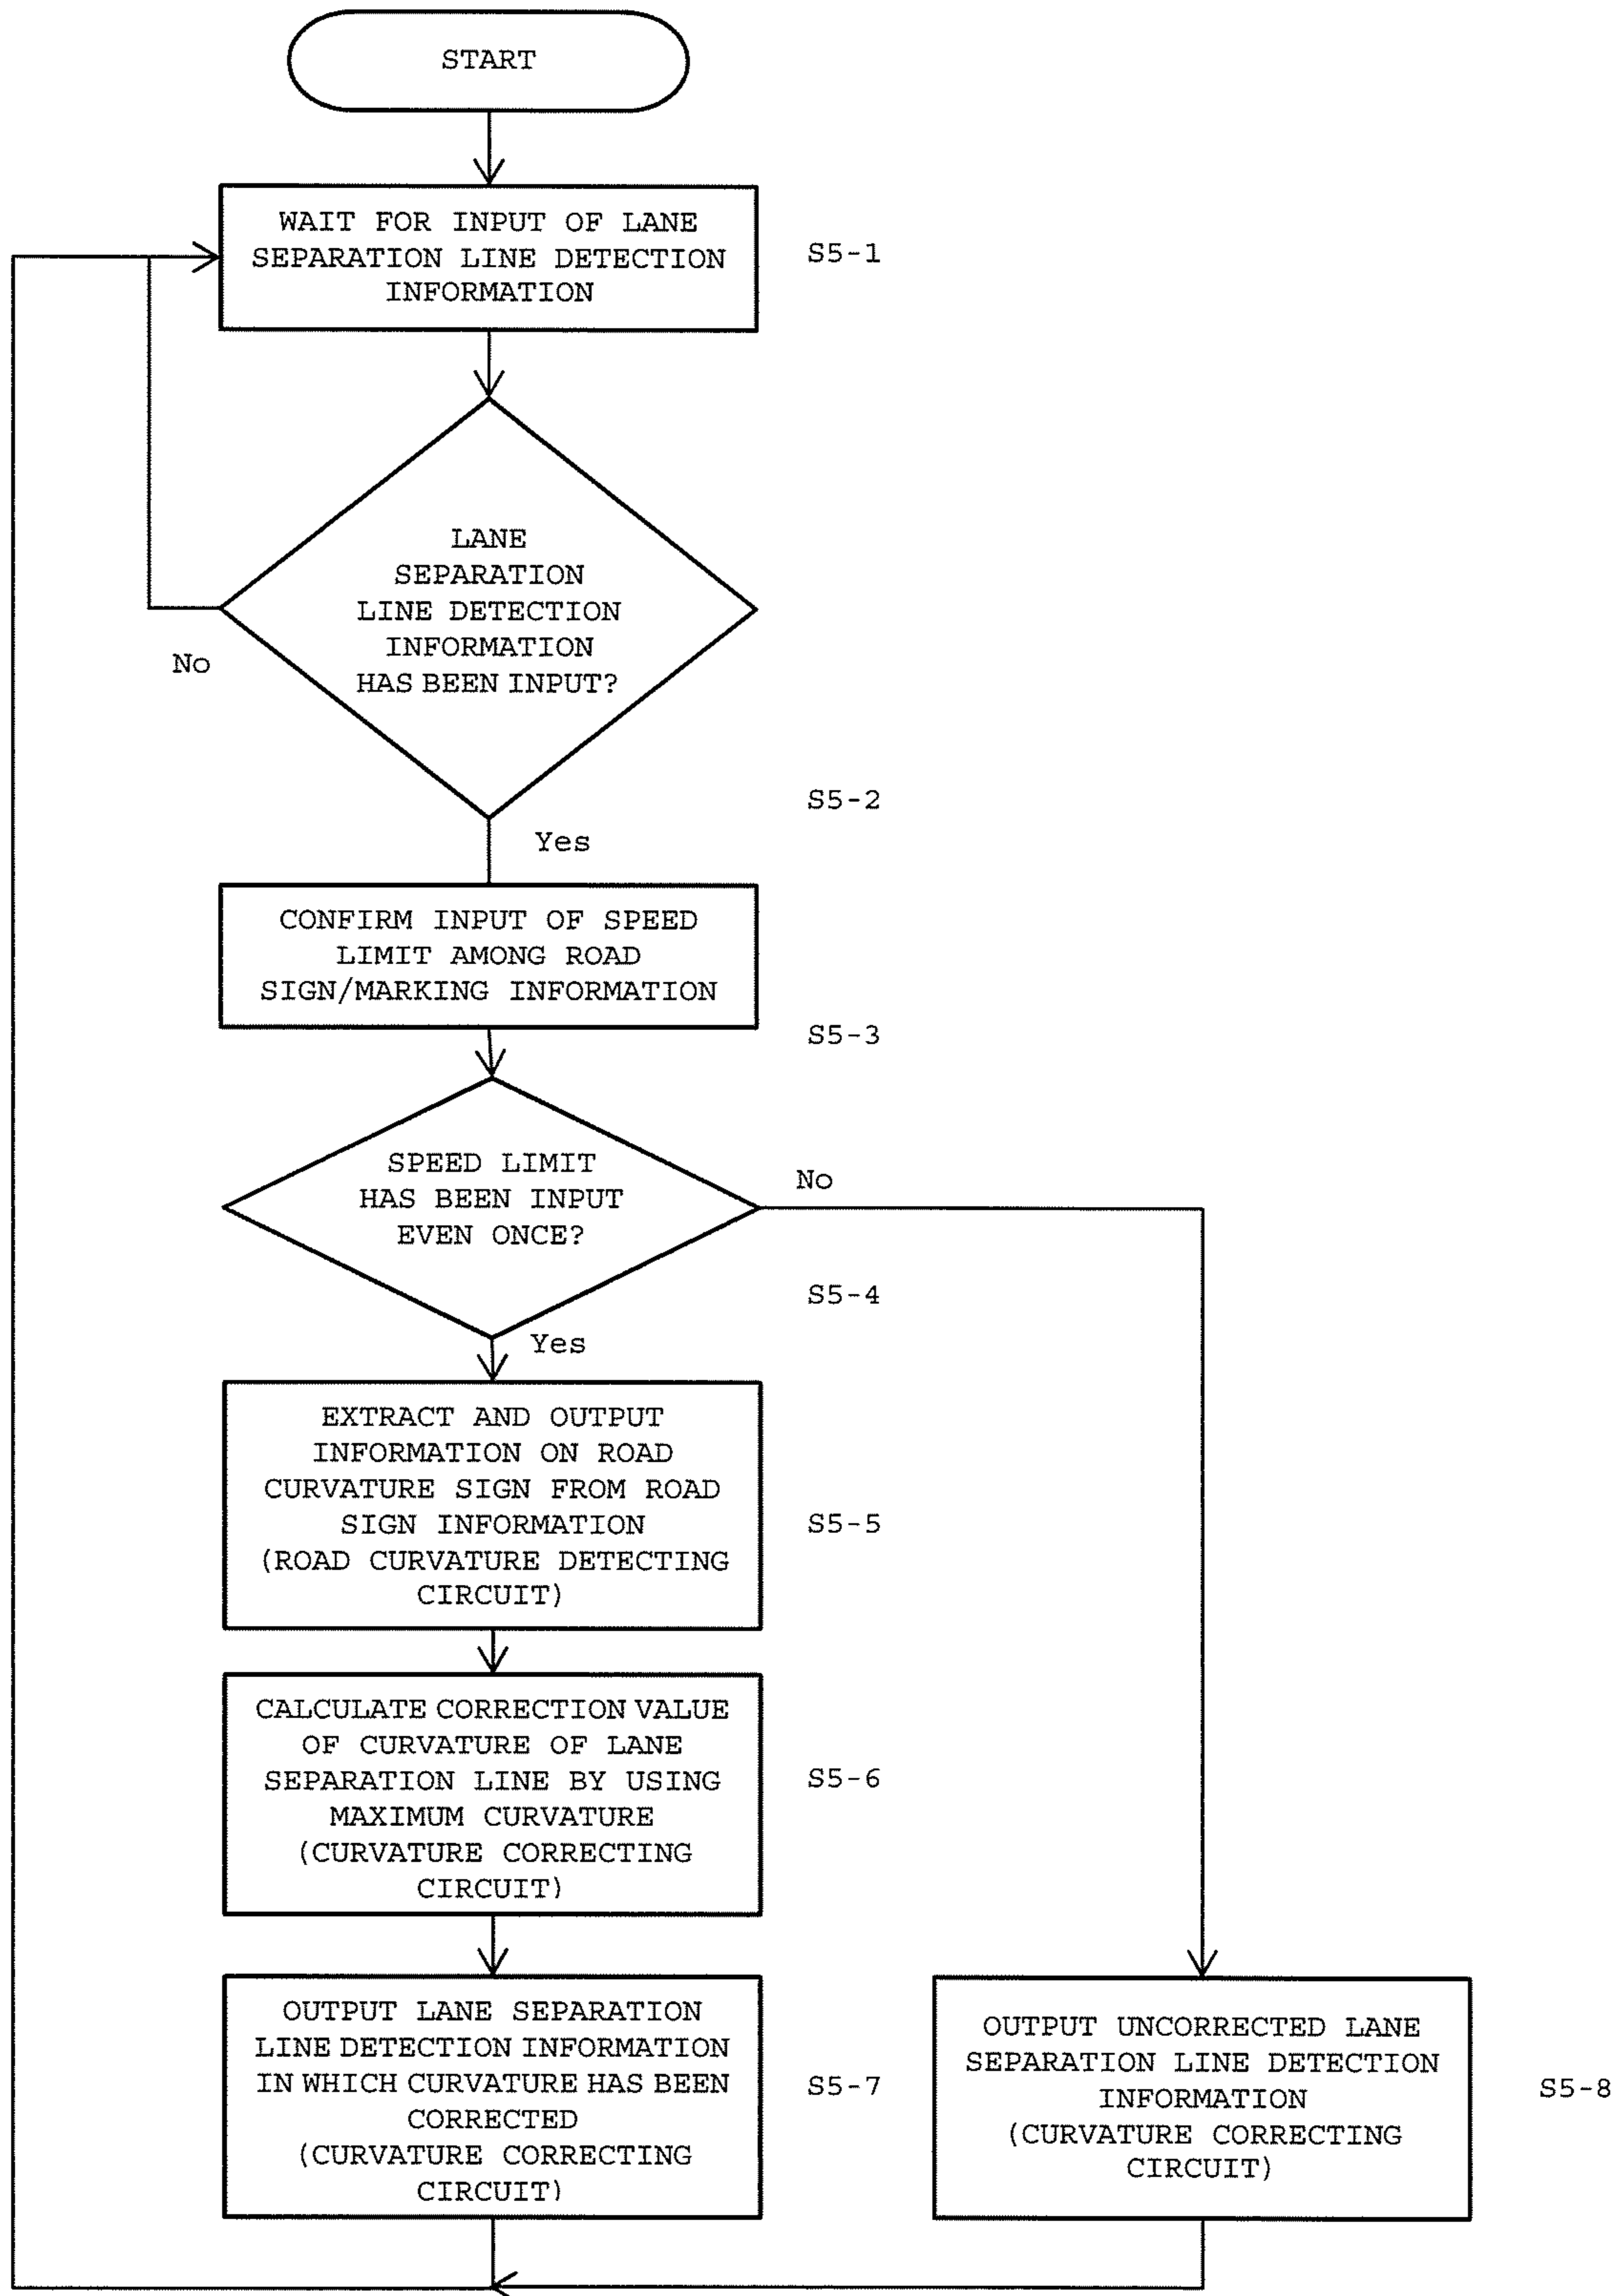 START
WAIT FOR INPUT OF LANE
SEPARATION LINE DETECTION
INFORMATION
S5-1
LANE
SEPARATION
LINE DETECTION
INFORMATION
HAS BEEN INPUT?
No
S5-2
Yes
CONFIRM INPUT OF SPEED
LIMIT AMONG ROAD
SIGN/MARKING INFORMATION
S5-3
SPEED LIMIT
HAS BEEN INPUT
EVEN ONCE?
No
S5-4
Yes
EXTRACT AND OUTPUT
INFORMATION ON ROAD
CURVATURE SIGN FROM ROAD
SIGN INFORMATION
(ROAD CURVATURE DETECTING
CIRCUIT)
S5-5
CALCULATE CORRECTION VALUE
OF CURVATURE OF LANE
SEPARATION LINE BY USING
MAXIMUM CURVATURE
(CURVATURE CORRECTING
CIRCUIT)
S5-6
OUTPUT LANE SEPARATION
LINE DETECTION INFORMATION
IN WHICH CURVATURE HAS BEEN
CORRECTED
(CURVATURE CORRECTING
CIRCUIT)
S5-7
OUTPUT UNCORRECTED LANE
SEPARATION LINE DETECTION
INFORMATION
(CURVATURE CORRECTING
CIRCUIT)
S5-8